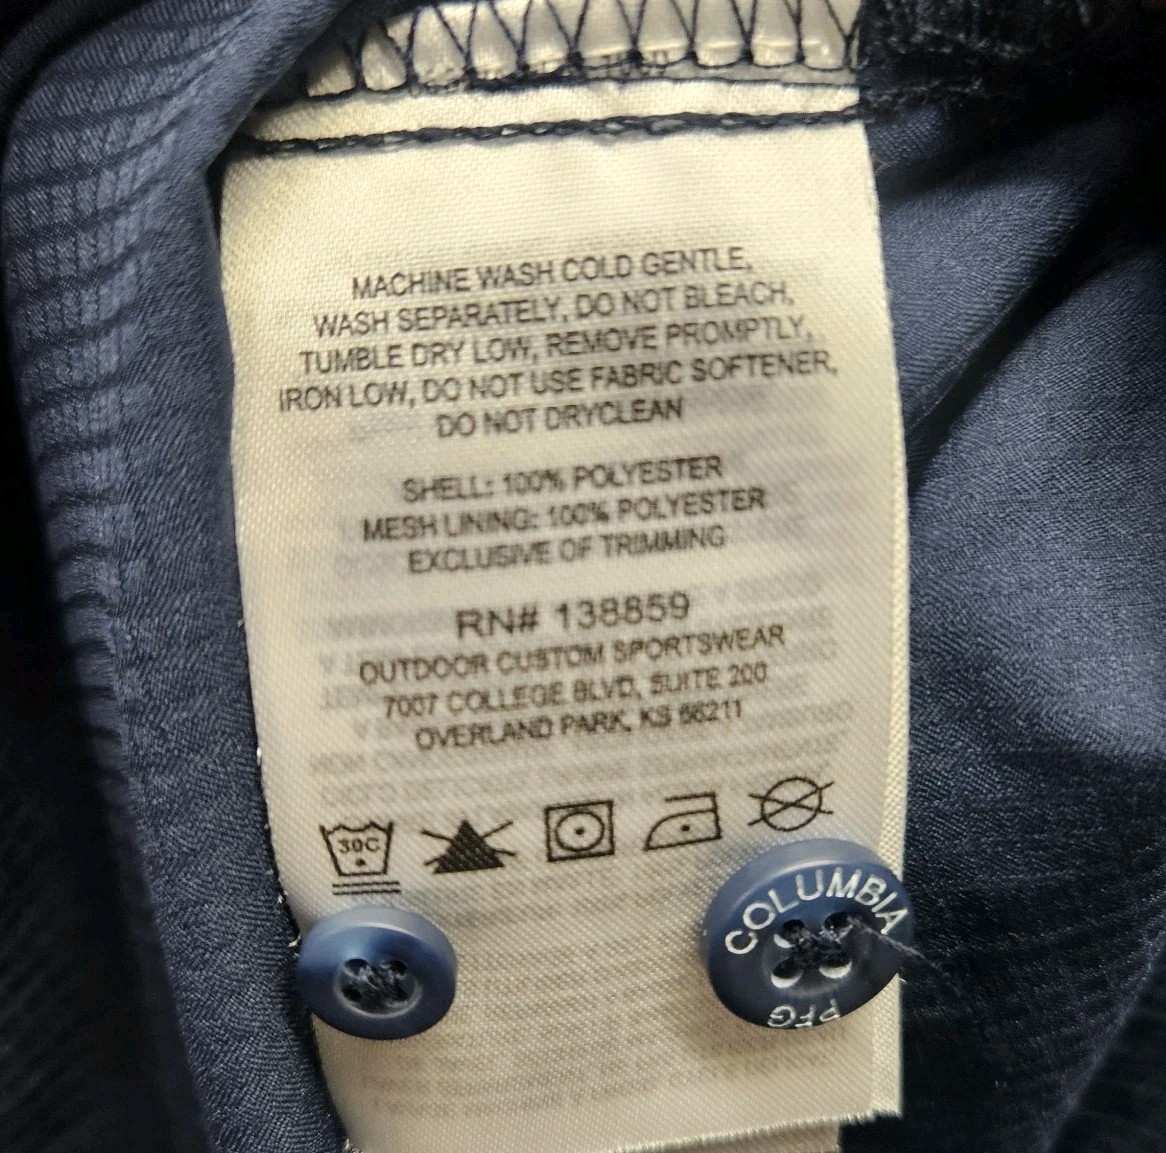 MACHINE WASH COLD GENTLE,
WASH SEPARATELY, DO NOT BLEACH,
TUMBLE DRY LOW, REMOVE PROMPTLY,
IRON LOW, DO NOT USE FABRIC SOFTENER,
DO NOT DRYCLEAN
SHELL: 100% POLYESTER
MESH LINING: 100% POLYESTER
EXCLUSIVE OF TRIMMING
RN# 138859
OUTDOOR CUSTOM SPORTSWEAR
7007 COLLEGE BLVD, SUITE 200
OVERLAND PARK, KS 66211
30C
COLUMBIA
PFG